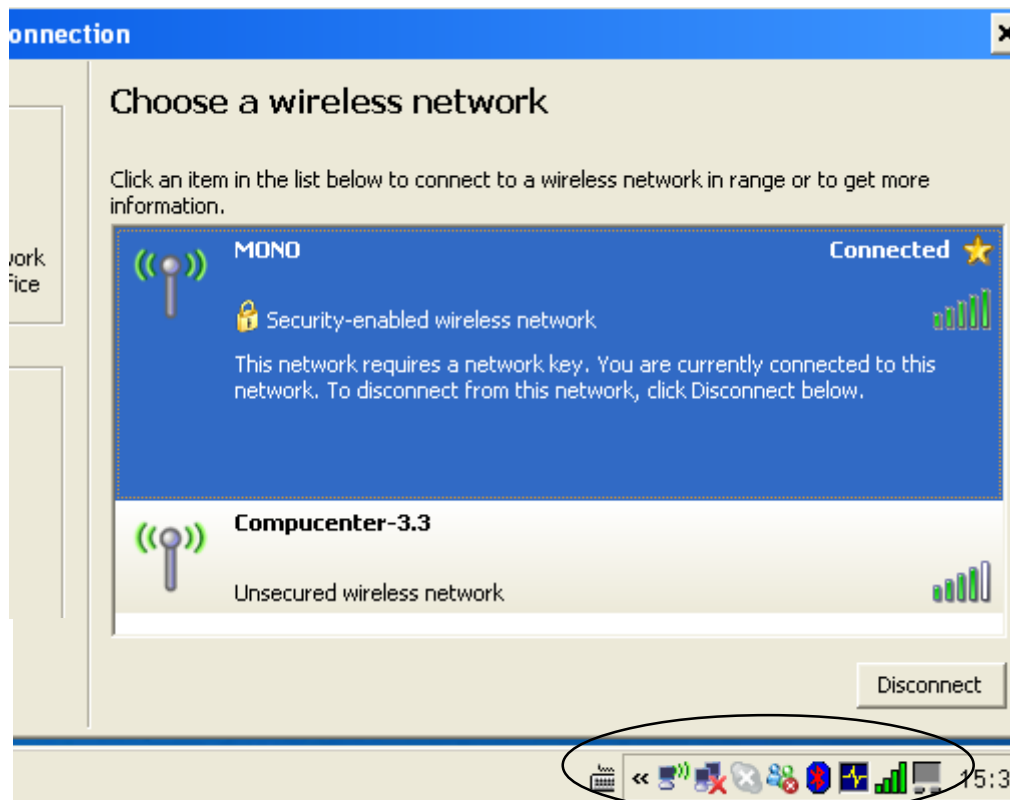 onnection
Choose a wireless network
Click an item in the list below to connect to a wireless network in range or to get more
information.
work
fice
MONO
Connected
Security-enabled wireless network
This network requires a network key. You are currently connected to this
network. To disconnect from this network, click Disconnect below.
Compucenter-3.3
Unsecured wireless network
Disconnect
«
15:3